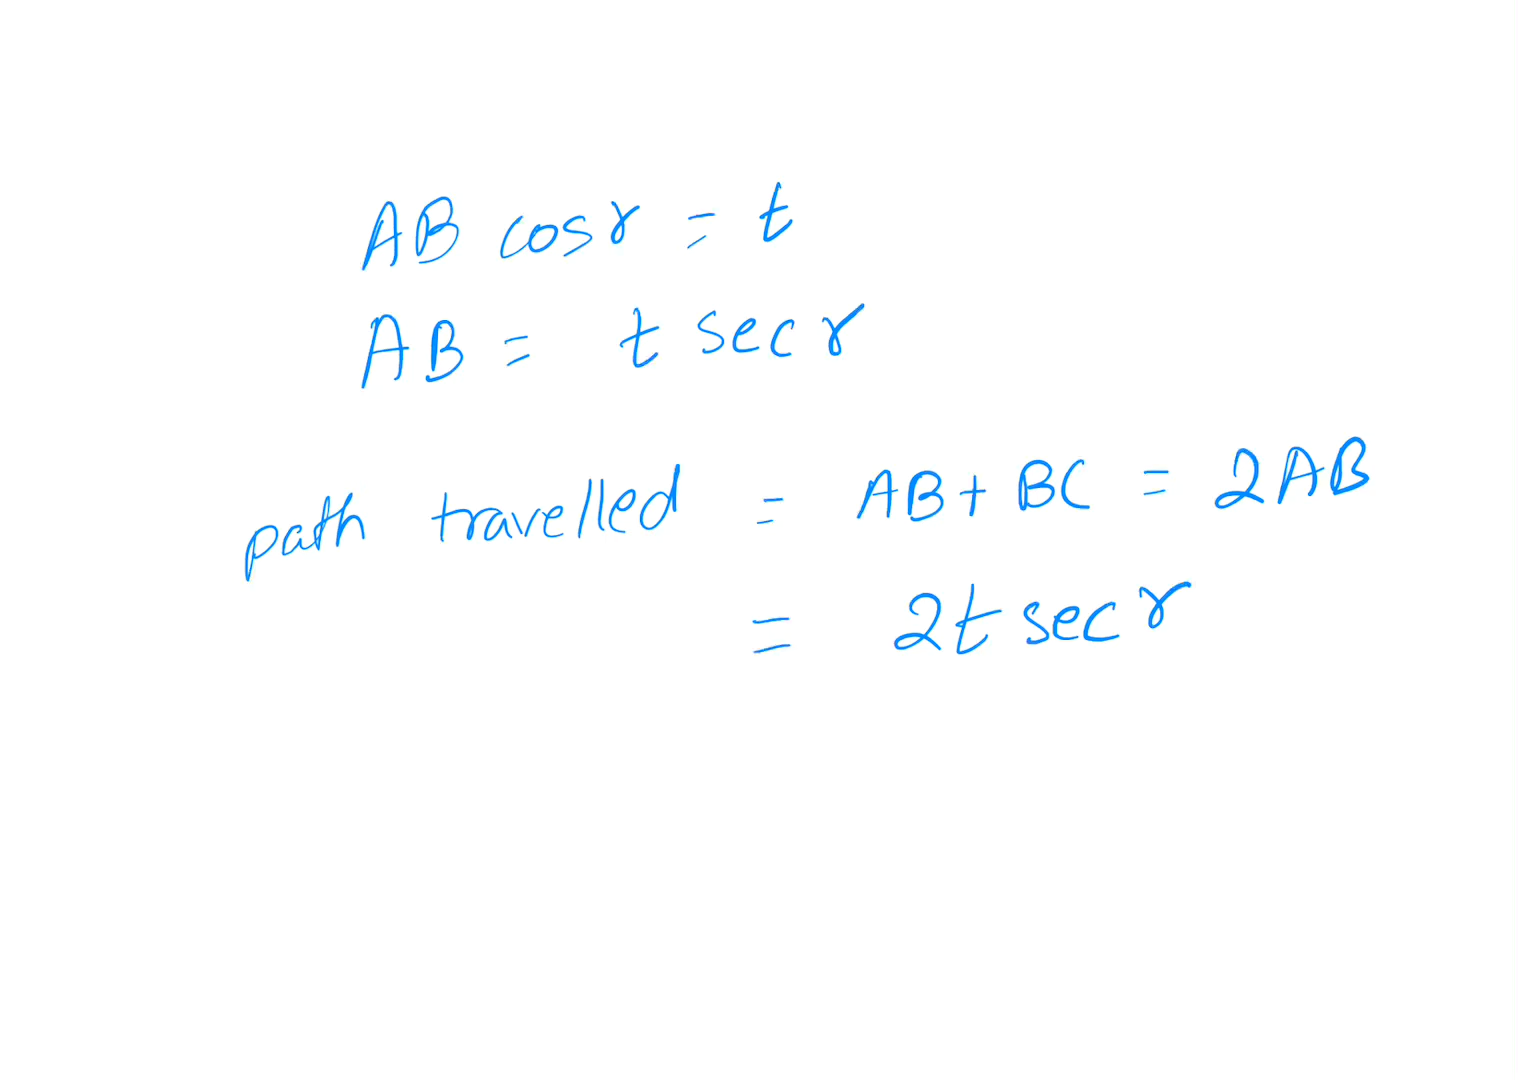 AB cos r = t
AB = t sec r
path travelled = AB + BC = 2AB
= 2t sec r